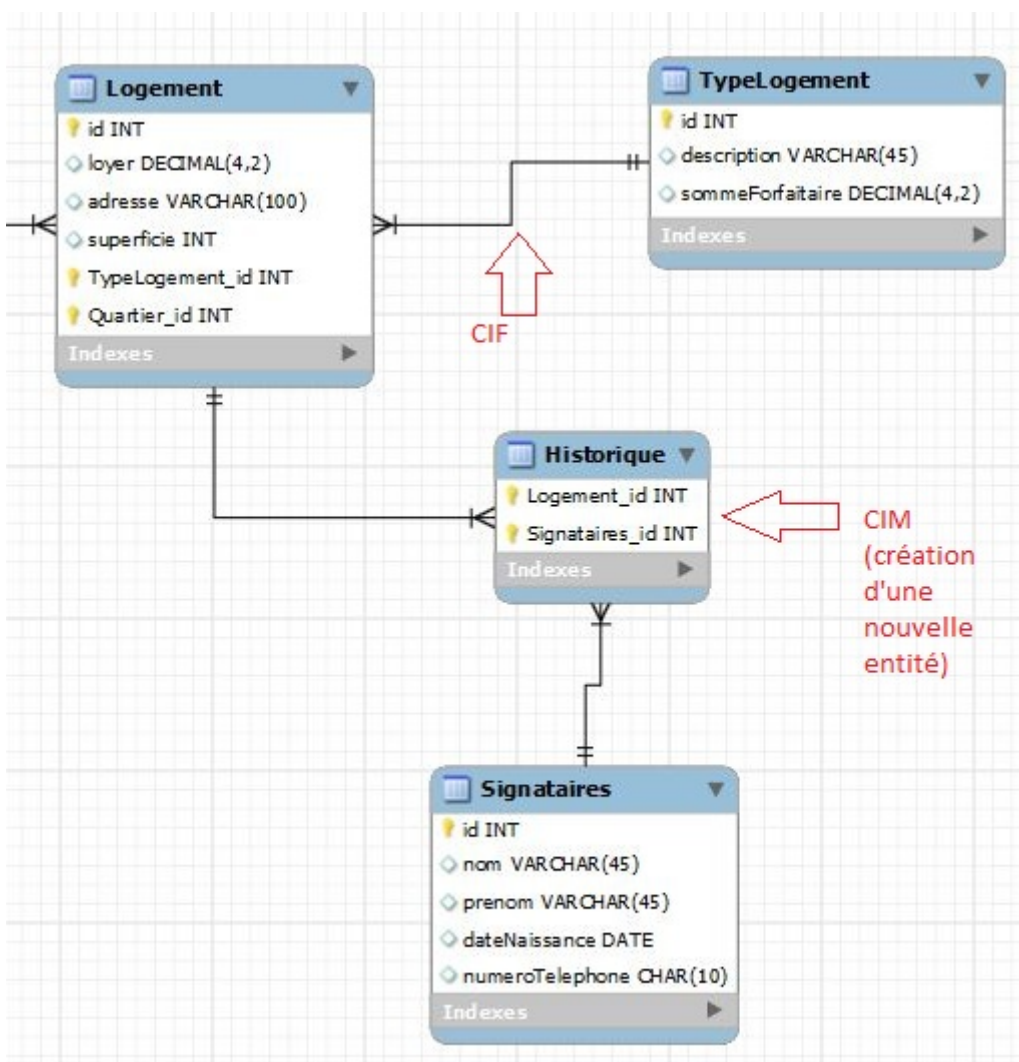 Logement
id INT
loyer DECIMAL(4,2)
adresse VARCHAR(100)
superficie INT
TypeLogement_id INT
Quartier_id INT
Indexes
TypeLogement
id INT
description VARCHAR(45)
sommeForfaitaire DECIMAL(4,2)
Indexes
CIF
Historique
Logement_id INT
Signataires_id INT
Indexes
CIM
(création
d'une
nouvelle
entité)
Signataires
id INT
nom VARCHAR(45)
prenom VARCHAR(45)
dateNaissance DATE
numeroTelephone CHAR(10)
Indexes